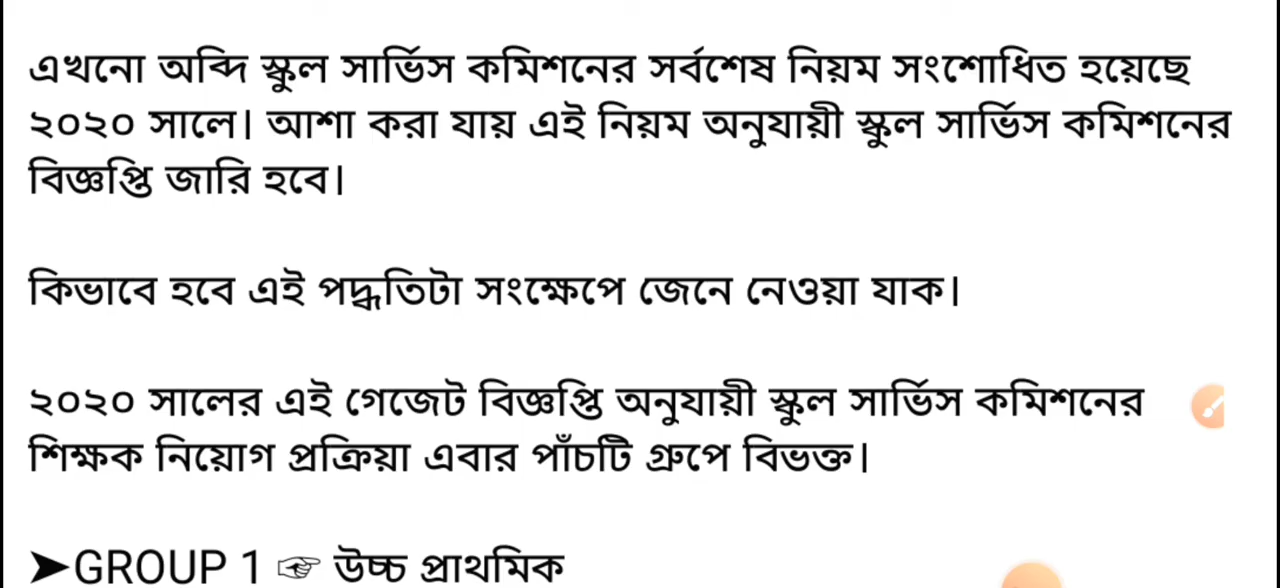 এখনো অব্দি স্কুল সার্ভিস কমিশনের সর্বশেষ নিয়ম সংশোধিত হয়েছে
২০২০ সালে। আশা করা যায় এই নিয়ম অনুযায়ী স্কুল সার্ভিস কমিশনের
বিজ্ঞপ্তি জারি হবে।
কিভাবে হবে এই পদ্ধতিটা সংক্ষেপে জেনে নেওয়া যাক।
২০২০ সালের এই গেজেট বিজ্ঞপ্তি অনুযায়ী স্কুল সার্ভিস কমিশনের
শিক্ষক নিয়োগ প্রক্রিয়া এবার পাঁচটি গ্রুপে বিভক্ত।
➤GROUP 1 ☞ উচ্চ প্রাথমিক